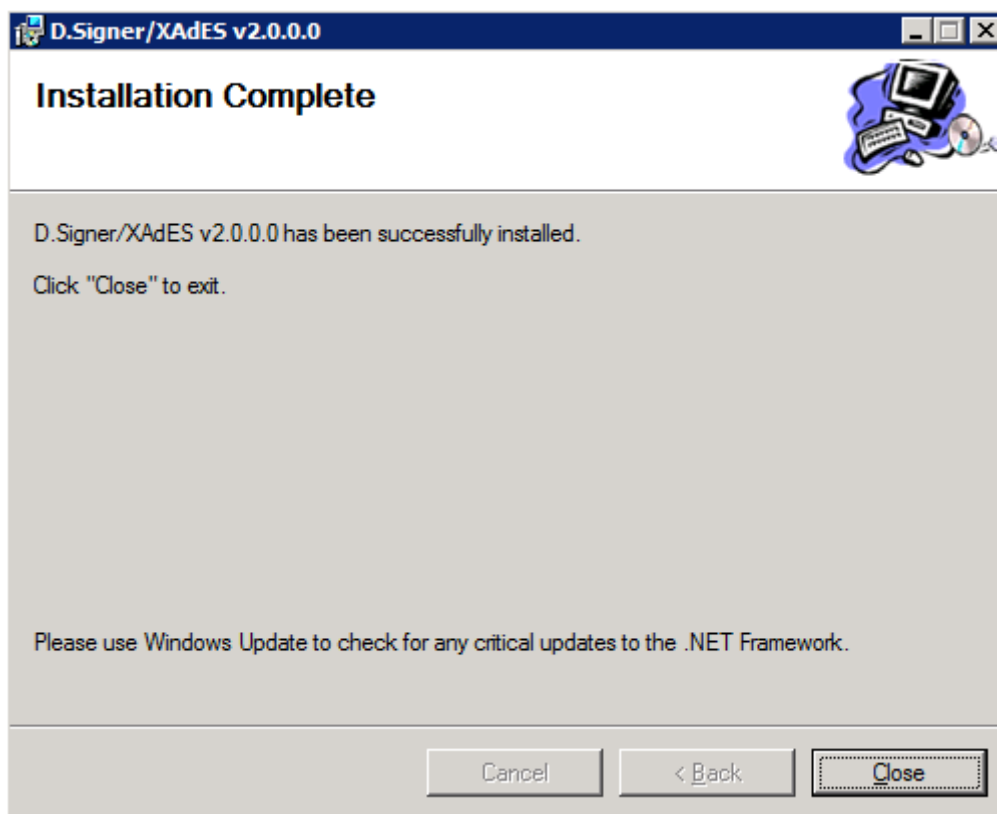 D.Signer/XAdES v2.0.0.0
Installation Complete
D.Signer/XAdES v2.0.0.0 has been successfully installed.
Click "Close" to exit.
Please use Windows Update to check for any critical updates to the .NET Framework.
Cancel
< Back
Close